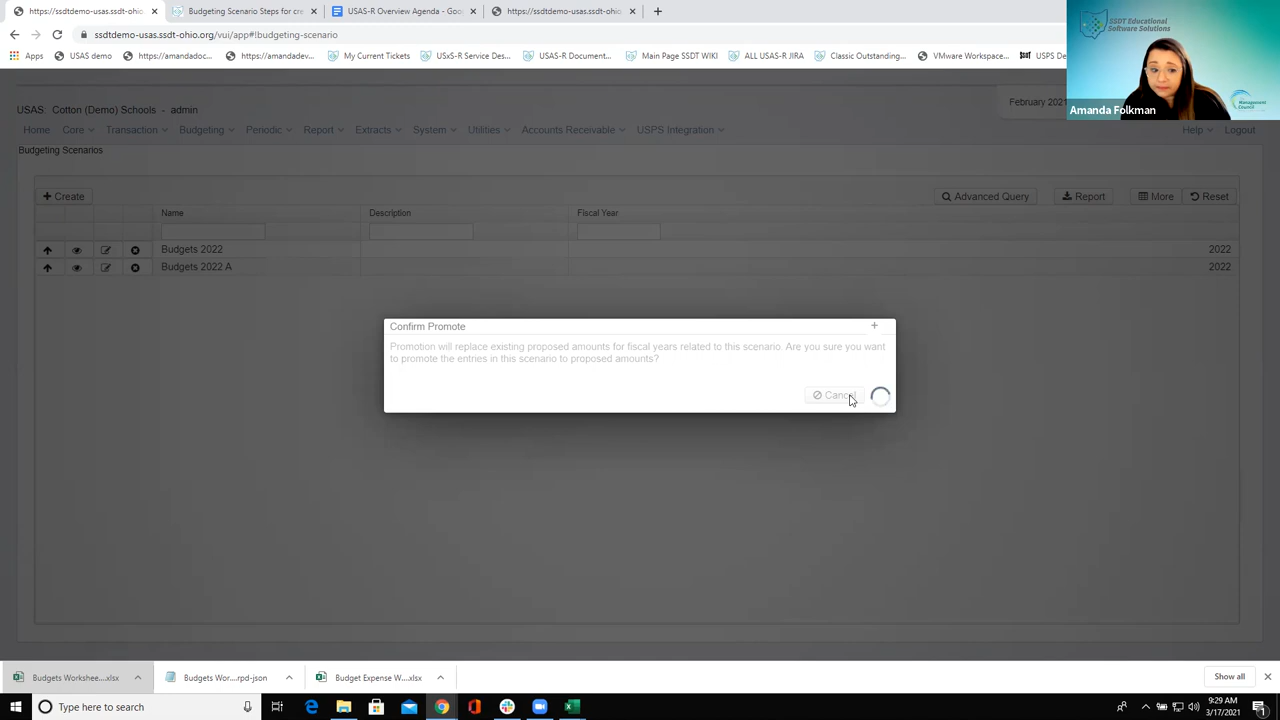 https://ssdtdemo-usas.ssdt-ohio.org/
Budgeting Scenario Steps for cre
USAS-R Overview Agenda - Goo
https://ssdtdemo-usas.ssdt-ohio.o
ssdtdemo-usas.ssdt-ohio.org/vui/app#!budgeting-scenario
Apps
USAS demo
https://amandadoc...
https://amandadev...
My Current Tickets
USxS-R Service Des...
USAS-R Document...
Main Page SSDT WIKI
ALL USAS-R JIRA
Classic Outstanding...
VMware Workspace...
USPS De
SSDT Educational
Software Solutions
Management
Council
Amanda Folkman
USAS. Cotton (Demo) Schools - admin
February 2021
Home Core Transaction Budgeting Periodic Report Extracts System Utilities Accounts Receivable USPS Integration Help Logout
Budgeting Scenarios
Create
Advanced Query
Report
More
Reset
Name Description Fiscal Year
Budgets 2022 2022
Budgets 2022 A 2022
Confirm Promote
Promotion will replace existing proposed amounts for fiscal years related to this scenario. Are you sure you want
to promote the entries in this scenario to proposed amounts?
Cancel
Budgets Workshee....xlsx
Budgets Wor....rpd-json
Budget Expense W....xlsx
Show all
Type here to search
9:29 AM
3/17/2021
1